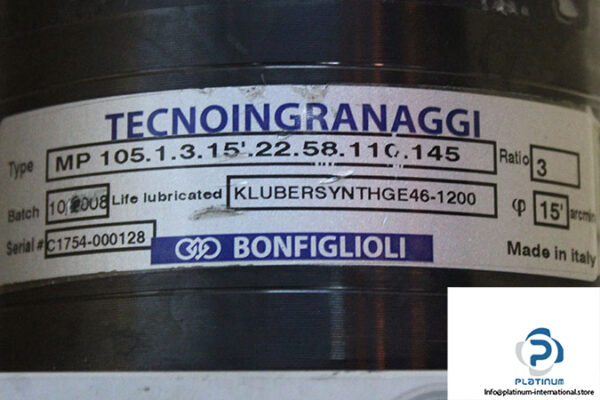 TECNOINGRANAGGI
Type MP 105.1.3.15'.22.58.110.145 Ratio 3
Batch 10/2008 Life lubricated KLUBERSYNTHGE46-1200 φ 15' arcmin
Serial # C1754-000128 BONFIGLIOLI Made in italy
PLATINUM
Info@platinum-international.store